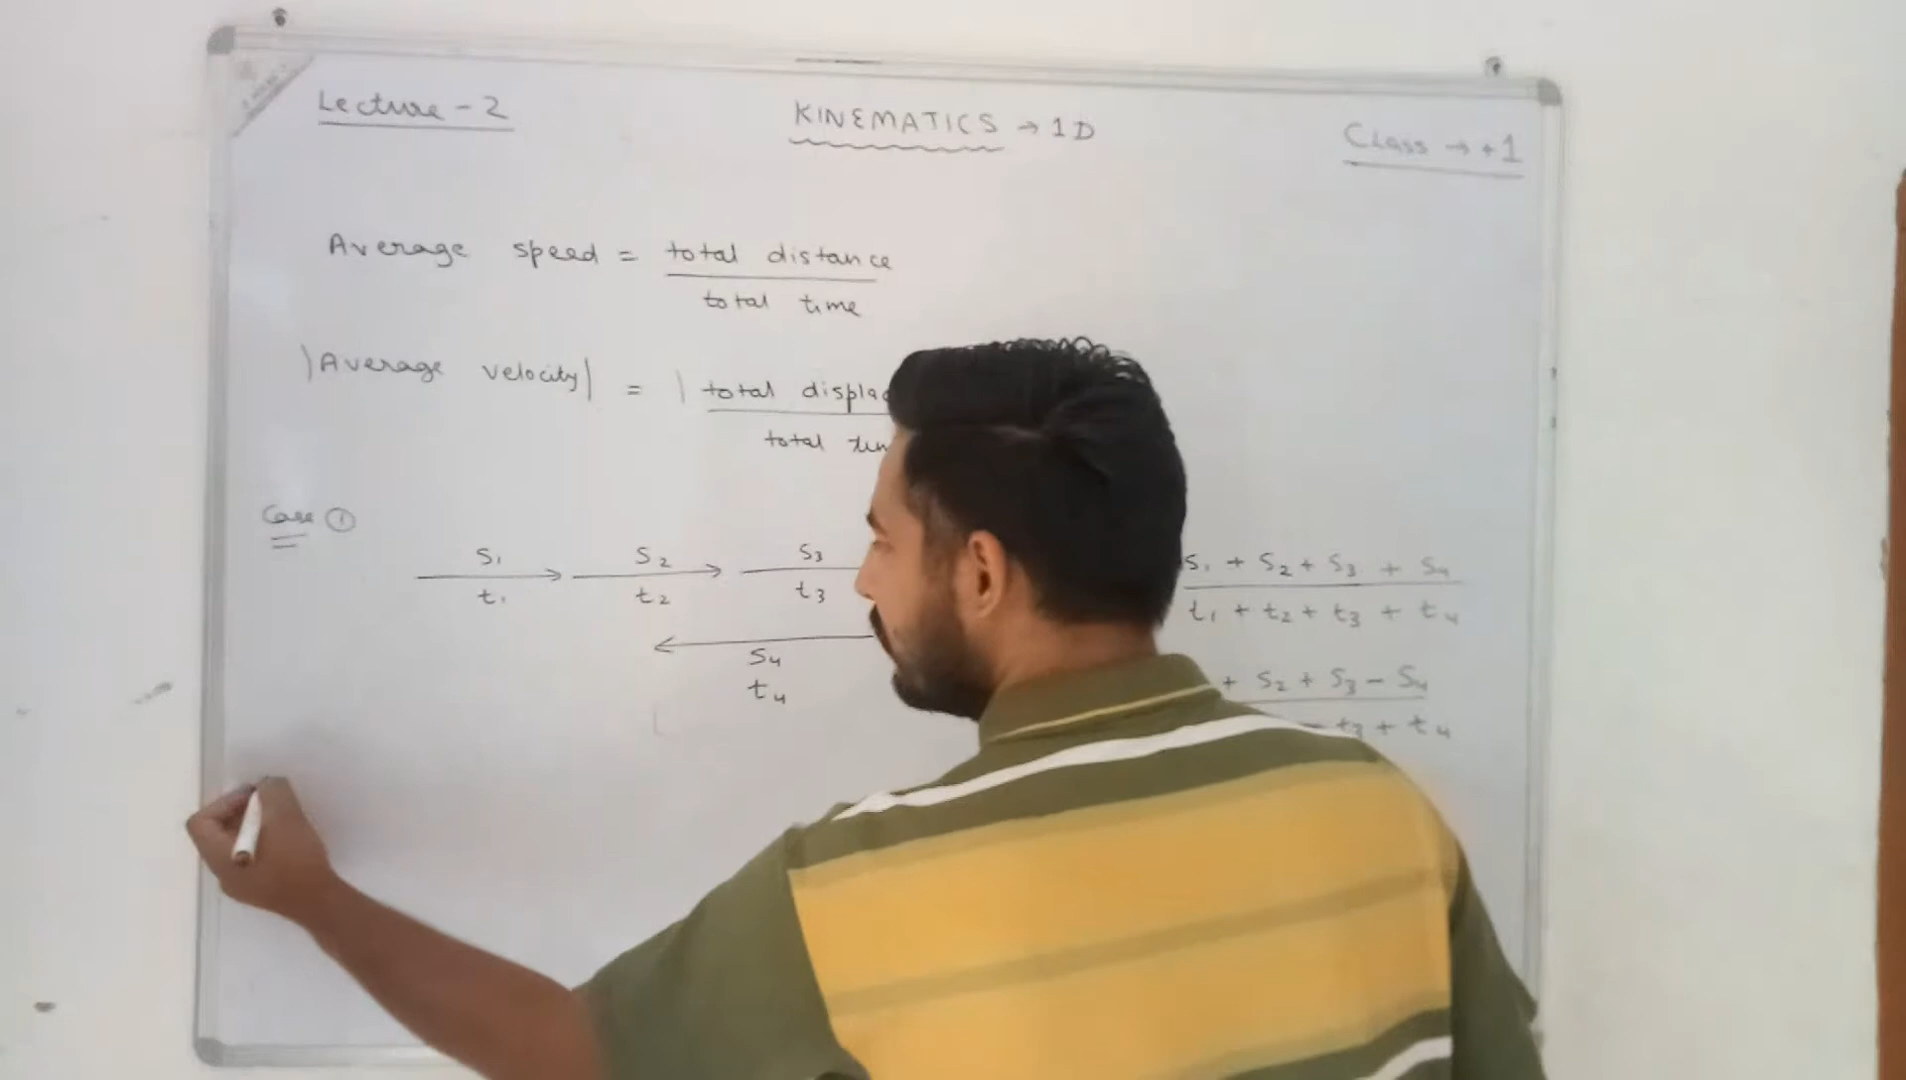 Lecture - 2
KINEMATICS → 1D
Class → +1
Average speed = total distance
total time
|Average velocity| = | total displac
total
Case ①
S₁ S₂ S₃
t₁ t₂ t₃
S₄
t₄
S₁ + S₂ + S₃ + S₄
t₁ + t₂ + t₃ + t₄
+ S₂ + S₃ - S₄
t₃ + t₄